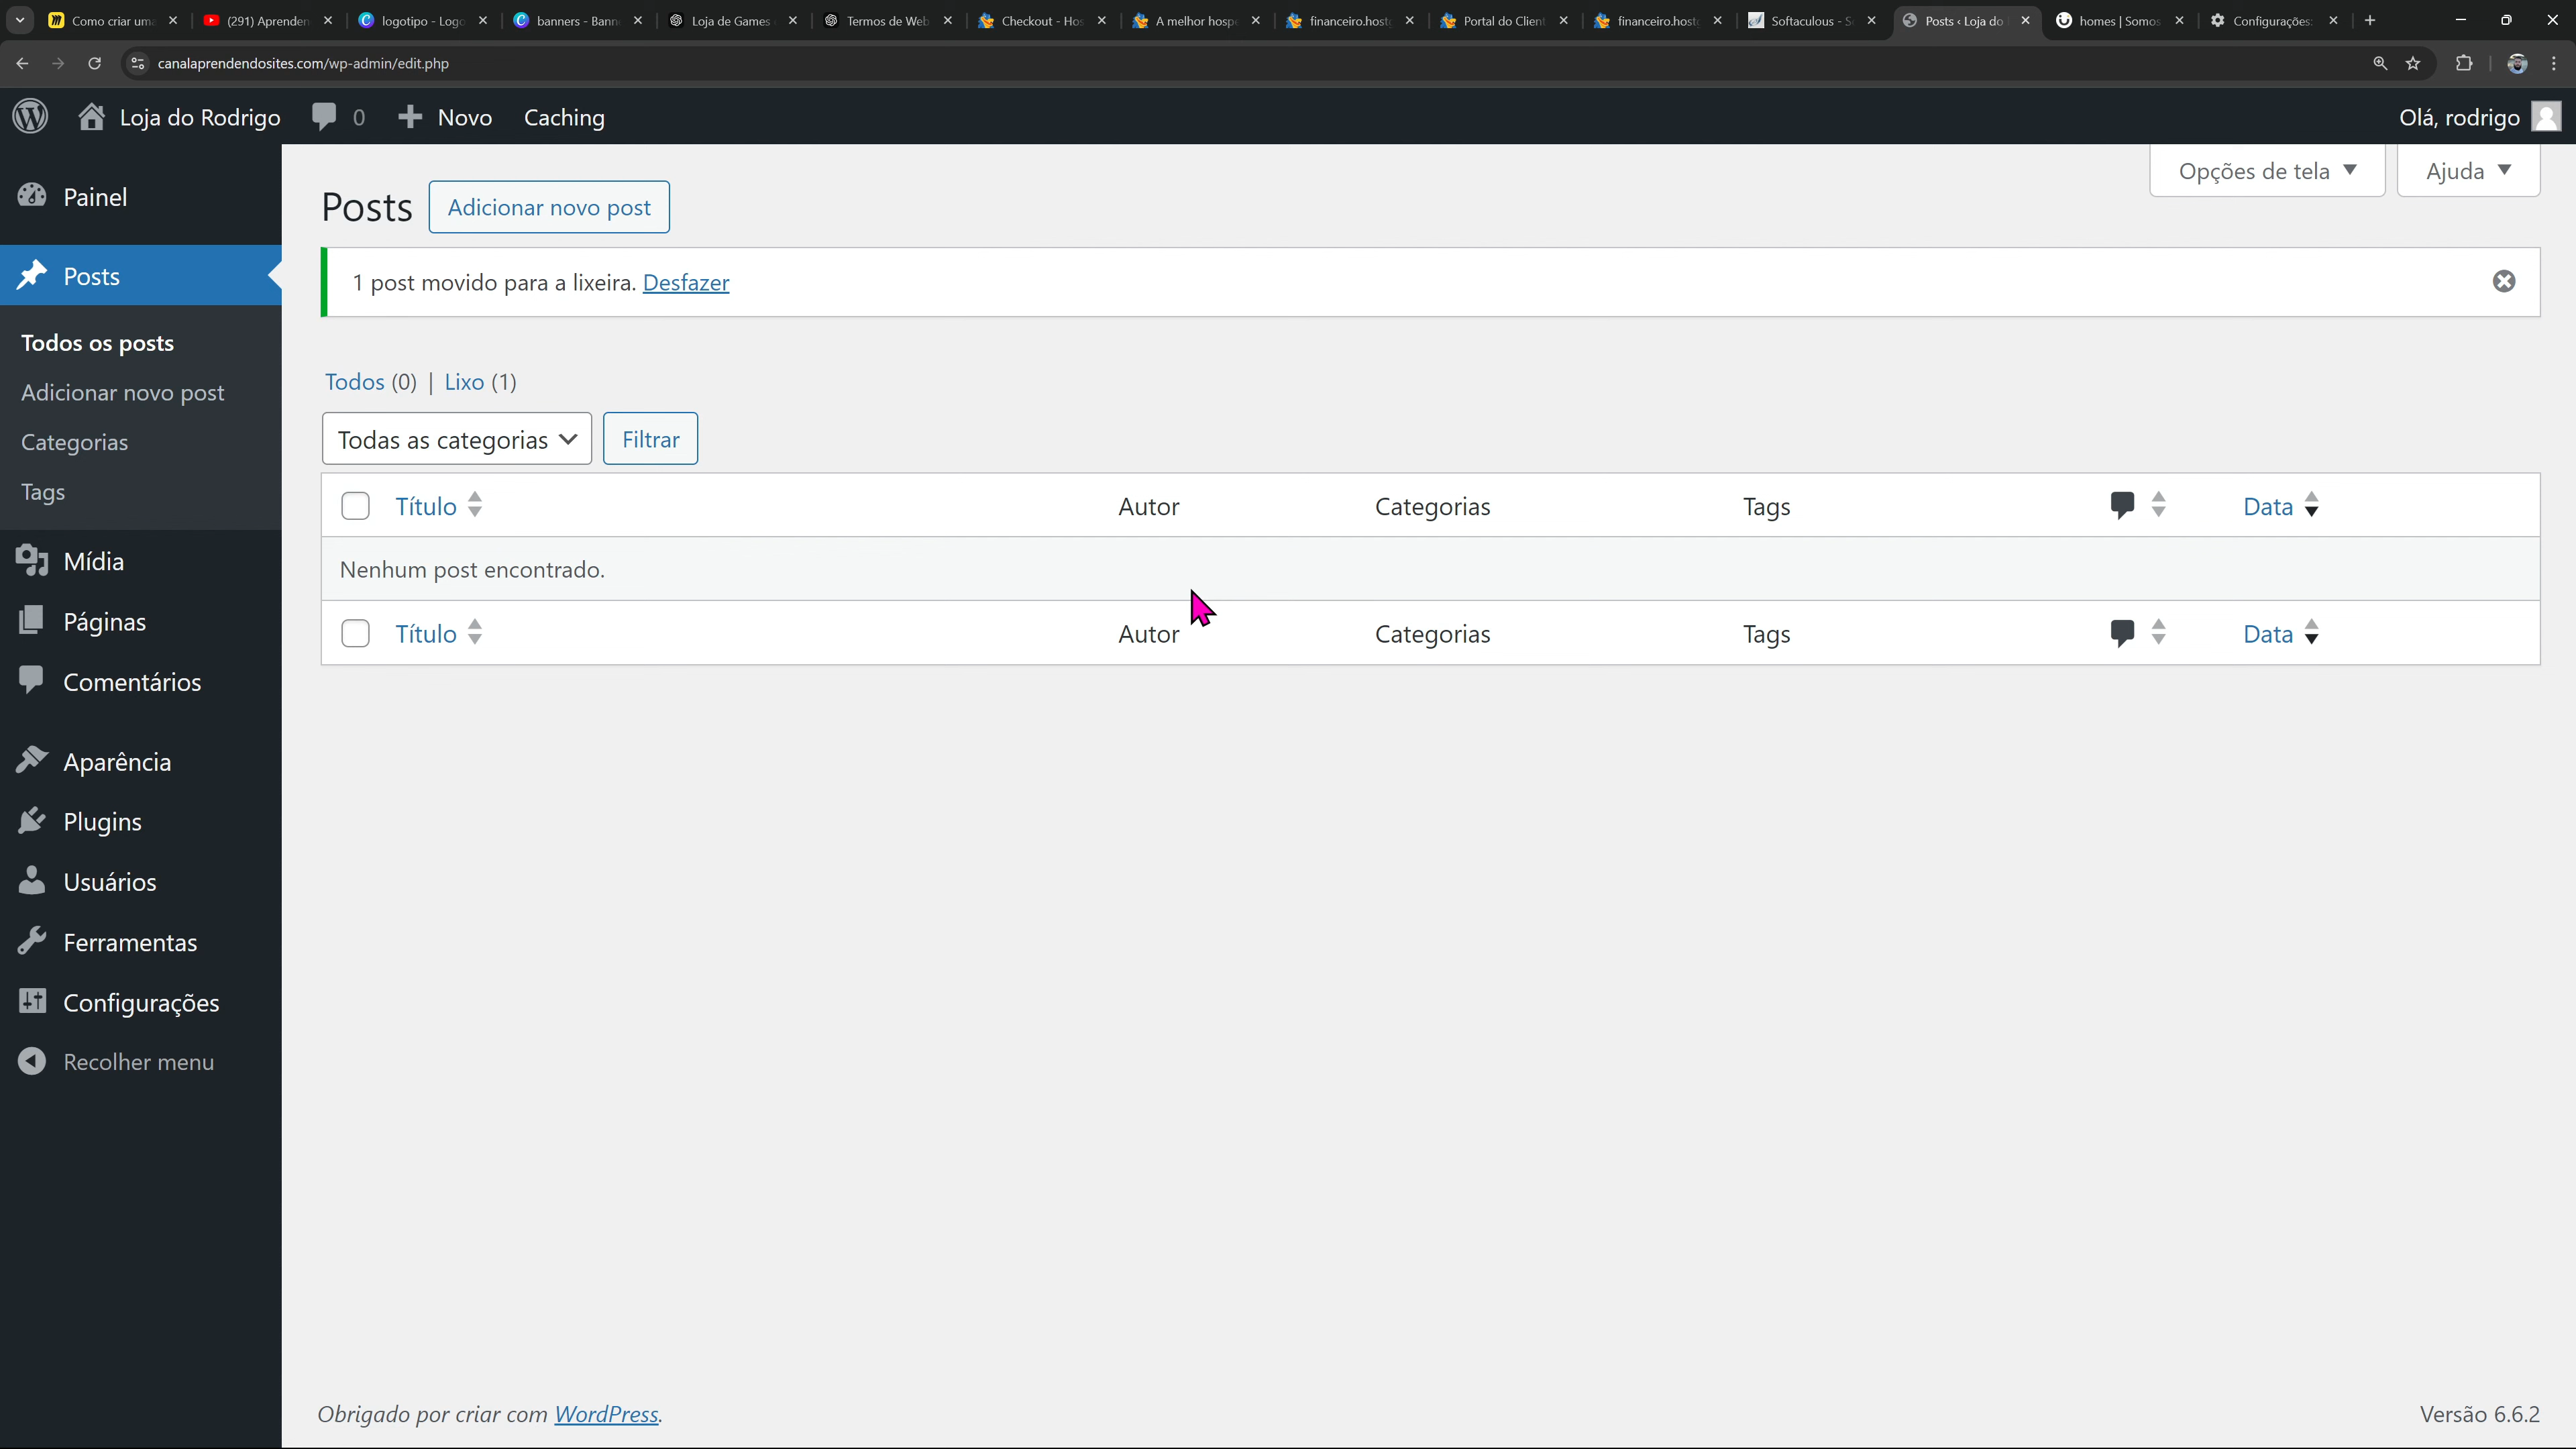 Como criar um
(291) Aprenden
logotipo - Logo
banners - Bann
Loja de Games
Termos de Web
Checkout - Hos
A melhor hospe
financeiro.host
Portal do Client
financeiro.host
Softaculous - S
Posts ‹ Loja do
homes | Somos
Configurações:
canalaprendendosites.com/wp-admin/edit.php
Loja do Rodrigo
0
Novo
Caching
Olá, rodrigo
Painel
Posts
Todos os posts
Adicionar novo post
Categorias
Tags
Mídia
Páginas
Comentários
Aparência
Plugins
Usuários
Ferramentas
Configurações
Recolher menu
Opções de tela
Ajuda
Posts
Adicionar novo post
1 post movido para a lixeira. Desfazer
Todos (0) | Lixo (1)
Todas as categorias
Filtrar
Título Autor Categorias Tags Data
Nenhum post encontrado.
Título Autor Categorias Tags Data
Obrigado por criar com WordPress.
Versão 6.6.2